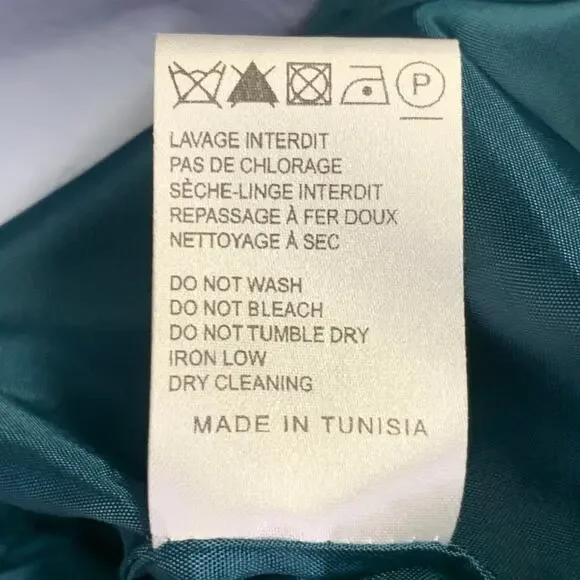 P
LAVAGE INTERDIT
PAS DE CHLORAGE
SÈCHE-LINGE INTERDIT
REPASSAGE À FER DOUX
NETTOYAGE À SEC
DO NOT WASH
DO NOT BLEACH
DO NOT TUMBLE DRY
IRON LOW
DRY CLEANING
MADE IN TUNISIA